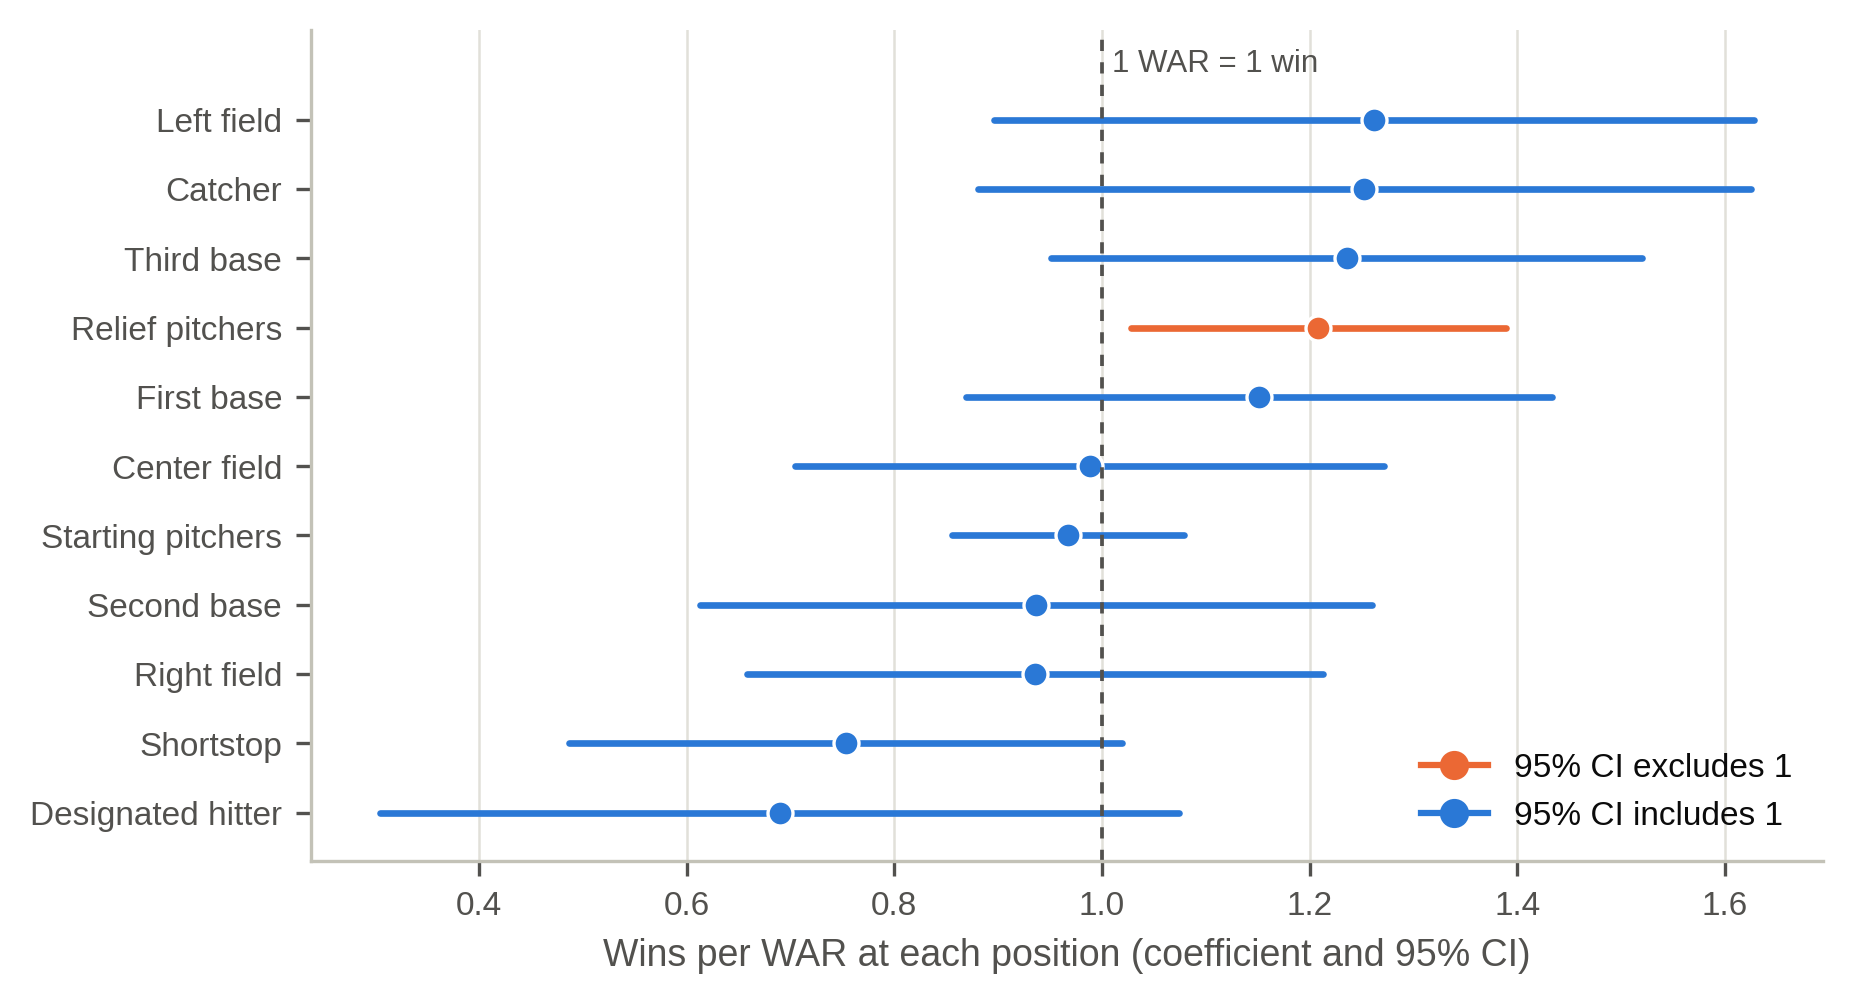 1 WAR = 1 win
Left field
Catcher
Third base
Relief pitchers
First base
Center field
Starting pitchers
Second base
Right field
Shortstop
Designated hitter
95% CI excludes 1
95% CI includes 1
0.4 0.6 0.8 1.0 1.2 1.4 1.6
Wins per WAR at each position (coefficient and 95% CI)